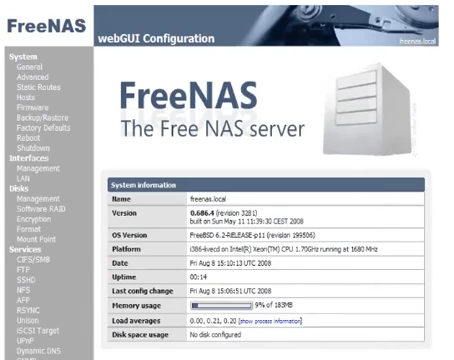 FreeNAS
webGUI Configuration
freenas.local
System
General
Advanced
Static Routes
Hosts
Firmware
Backup/Restore
Factory Defaults
Reboot
Shutdown
Interfaces
Management
LAN
Disks
Management
Software RAID
Encryption
Format
Mount Point
Services
CIFS/SMB
FTP
SSHD
NFS
AFP
RSYNC
Unison
iSCSI Target
UPnP
Dynamic DNS
FreeNAS
The Free NAS server
System information
Name freenas.local
Version 0.686.4 (revision 3281)
built on Sun May 11 11:39:30 CEST 2008
OS Version FreeBSD 6.2-RELEASE-p11 (revision 199506)
Platform i386-livecd on Intel(R) Xeon(TM) CPU 1.70GHz running at 1680 MHz
Date Fri Aug 8 15:10:13 UTC 2008
Uptime 00:14
Last config change Fri Aug 8 15:06:51 UTC 2008
Memory usage 9% of 183MB
Load averages 0.00, 0.21, 0.20 [show process information]
Disk space usage No disk configured